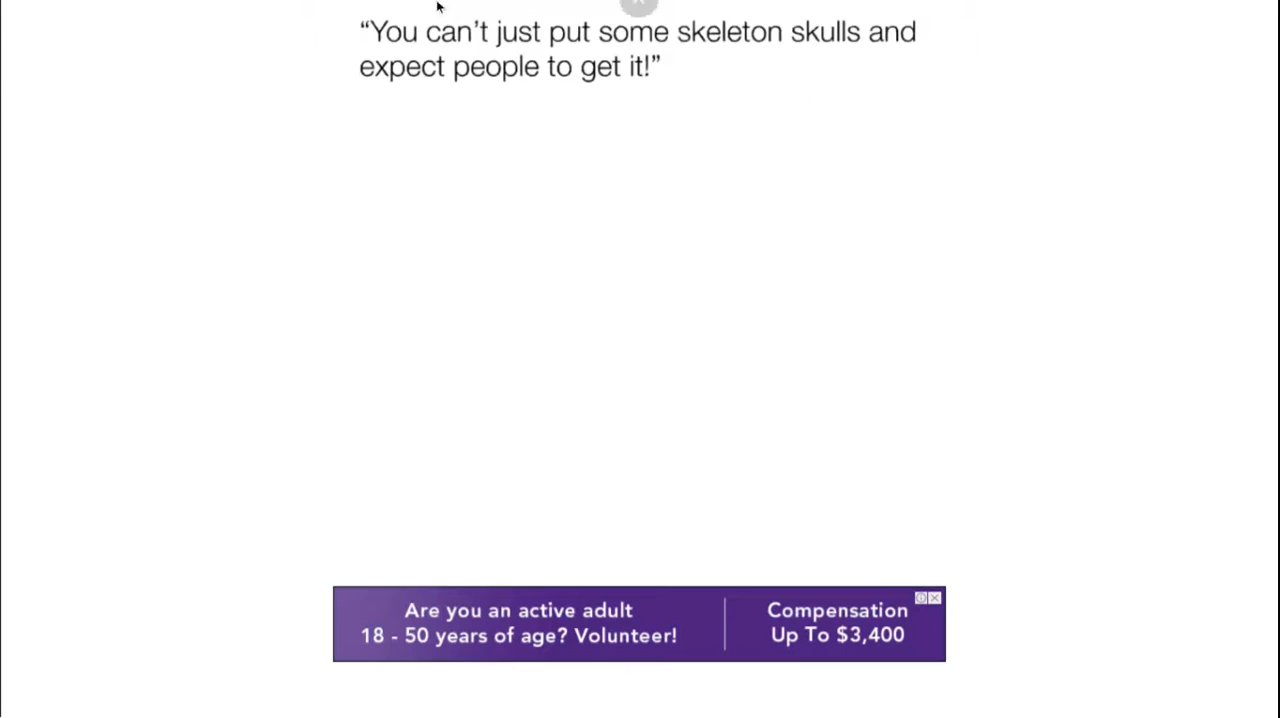 “You can’t just put some skeleton skulls and
expect people to get it!”
Are you an active adult
18 - 50 years of age? Volunteer!
Compensation
Up To $3,400